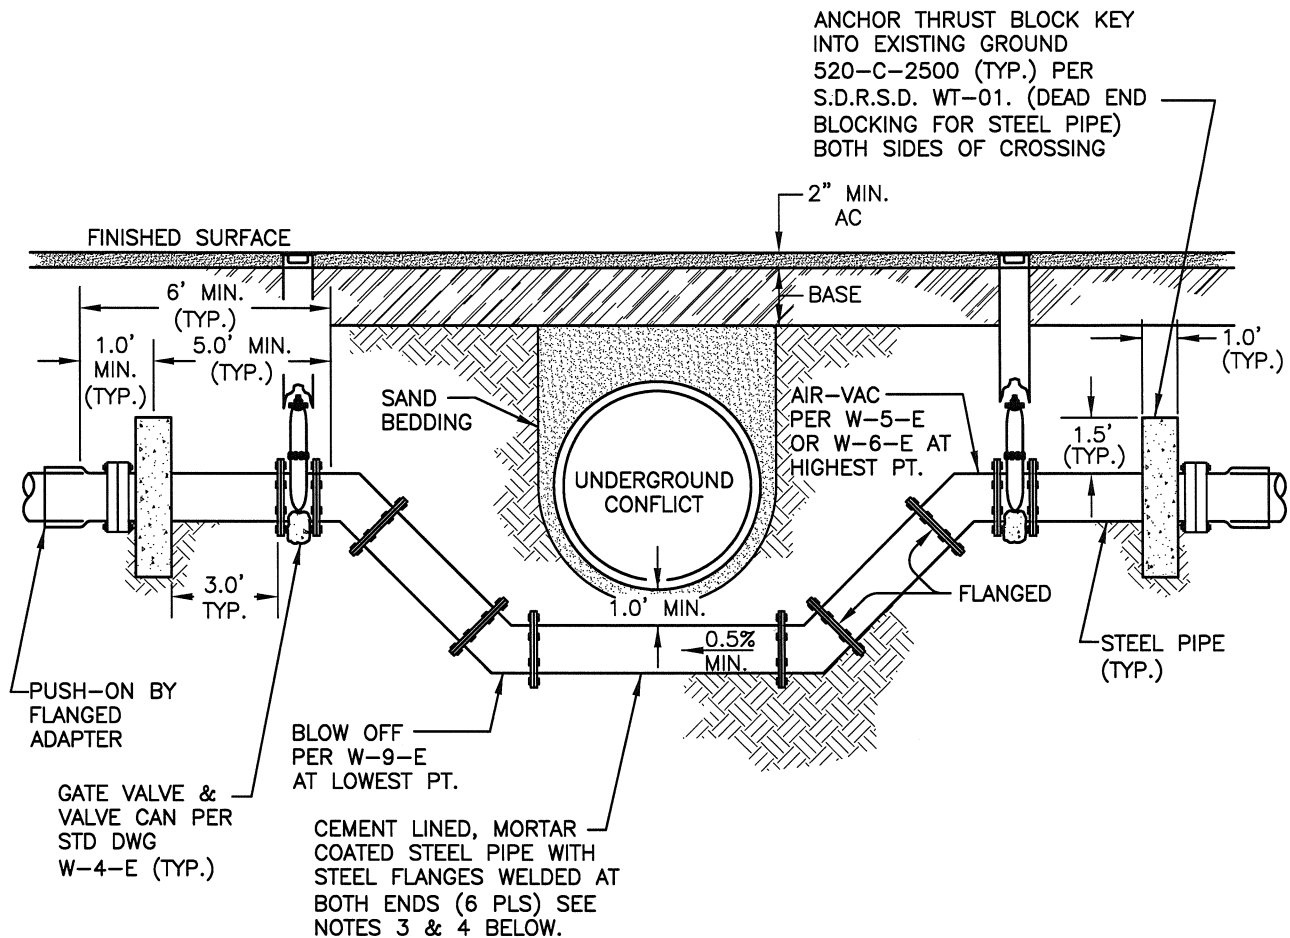 ANCHOR THRUST BLOCK KEY
INTO EXISTING GROUND
520-C-2500 (TYP.) PER
S.D.R.S.D. WT-01. (DEAD END
BLOCKING FOR STEEL PIPE)
BOTH SIDES OF CROSSING
2" MIN.
AC
FINISHED SURFACE
BASE
6' MIN.
(TYP.)
1.0'
MIN.
(TYP.)
5.0' MIN.
(TYP.)
1.0'
(TYP.)
SAND
BEDDING
AIR-VAC
PER W-5-E
OR W-6-E AT
HIGHEST PT.
1.5'
(TYP.)
UNDERGROUND
CONFLICT
3.0'
TYP.
1.0' MIN.
FLANGED
0.5%
MIN.
STEEL PIPE
(TYP.)
PUSH-ON BY
FLANGED
ADAPTER
BLOW OFF
PER W-9-E
AT LOWEST PT.
GATE VALVE &
VALVE CAN PER
STD DWG
W-4-E (TYP.)
CEMENT LINED, MORTAR
COATED STEEL PIPE WITH
STEEL FLANGES WELDED AT
BOTH ENDS (6 PLS) SEE
NOTES 3 & 4 BELOW.